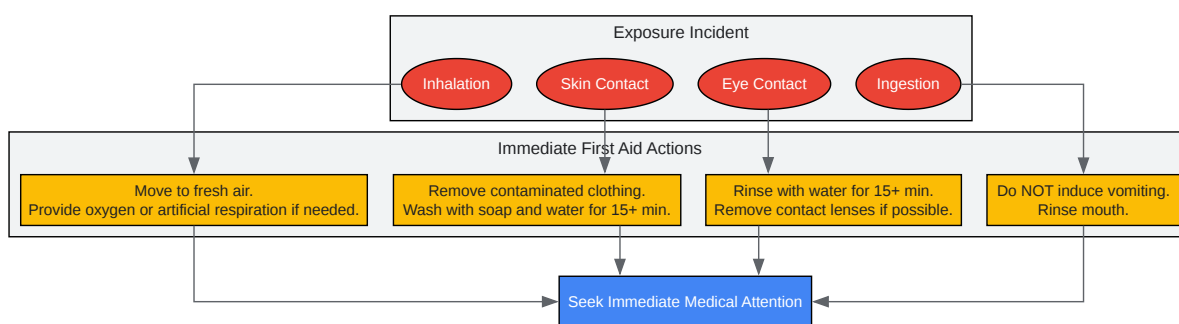 Exposure Incident
Inhalation
Skin Contact
Eye Contact
Ingestion
Immediate First Aid Actions
Move to fresh air.
Provide oxygen or artificial respiration if needed.
Remove contaminated clothing.
Wash with soap and water for 15+ min.
Rinse with water for 15+ min.
Remove contact lenses if possible.
Do NOT induce vomiting.
Rinse mouth.
Seek Immediate Medical Attention